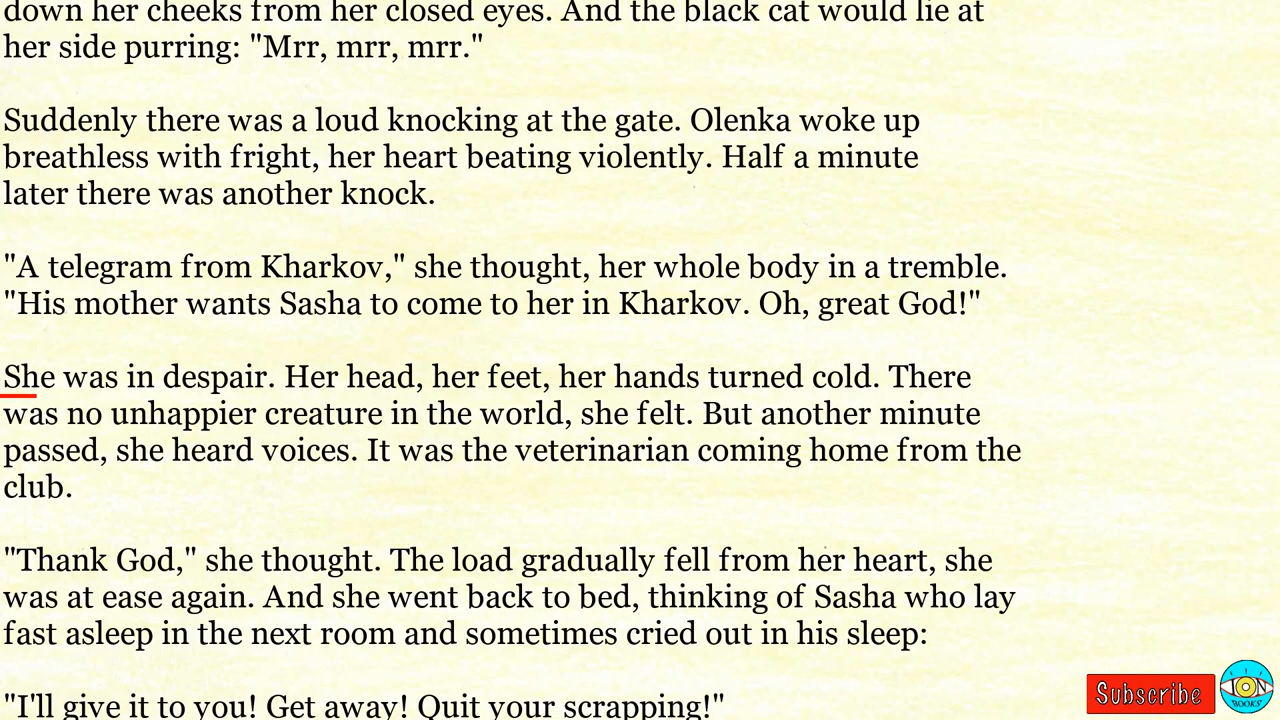 down her cheeks from her closed eyes. And the black cat would lie at
her side purring: "Mrr, mrr, mrr."
Suddenly there was a loud knocking at the gate. Olenka woke up
breathless with fright, her heart beating violently. Half a minute
later there was another knock.
"A telegram from Kharkov," she thought, her whole body in a tremble.
"His mother wants Sasha to come to her in Kharkov. Oh, great God!"
She was in despair. Her head, her feet, her hands turned cold. There
was no unhappier creature in the world, she felt. But another minute
passed, she heard voices. It was the veterinarian coming home from the
club.
"Thank God," she thought. The load gradually fell from her heart, she
was at ease again. And she went back to bed, thinking of Sasha who lay
fast asleep in the next room and sometimes cried out in his sleep:
"I'll give it to you! Get away! Quit your scrapping!"
Subscribe
ION
BOOKS